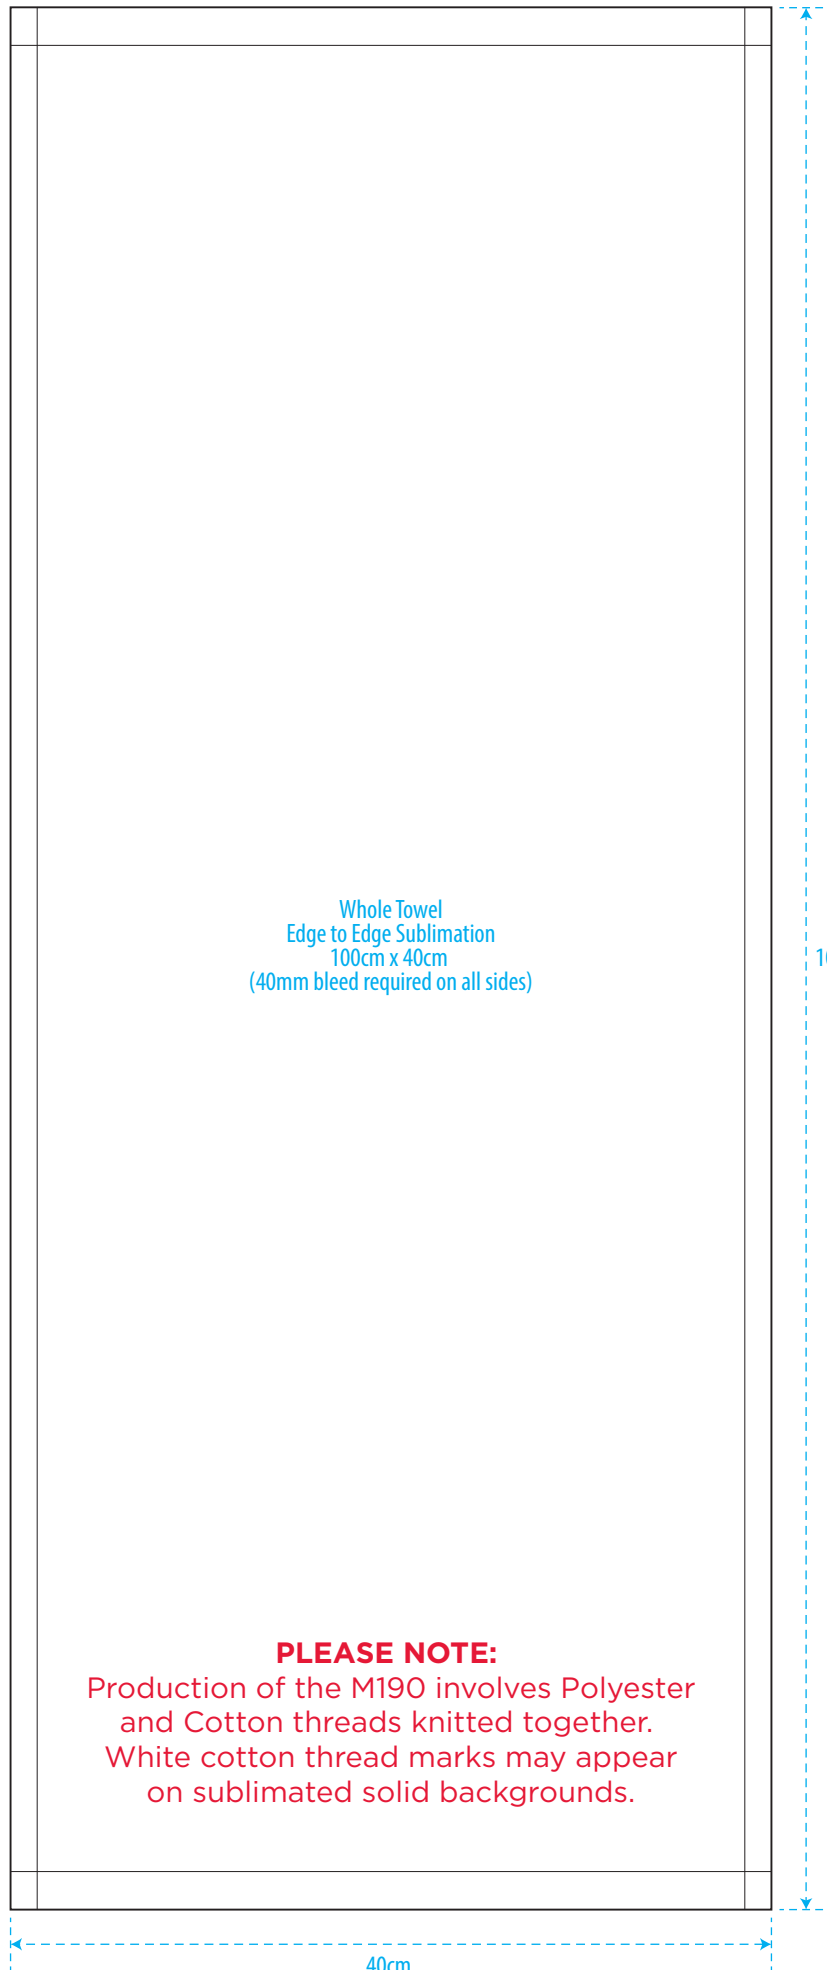 Whole Towel
Edge to Edge Sublimation
100cm x 40cm
(40mm bleed required on all sides)
PLEASE NOTE:
Production of the M190 involves Polyester
and Cotton threads knitted together.
White cotton thread marks may appear
on sublimated solid backgrounds.
40cm